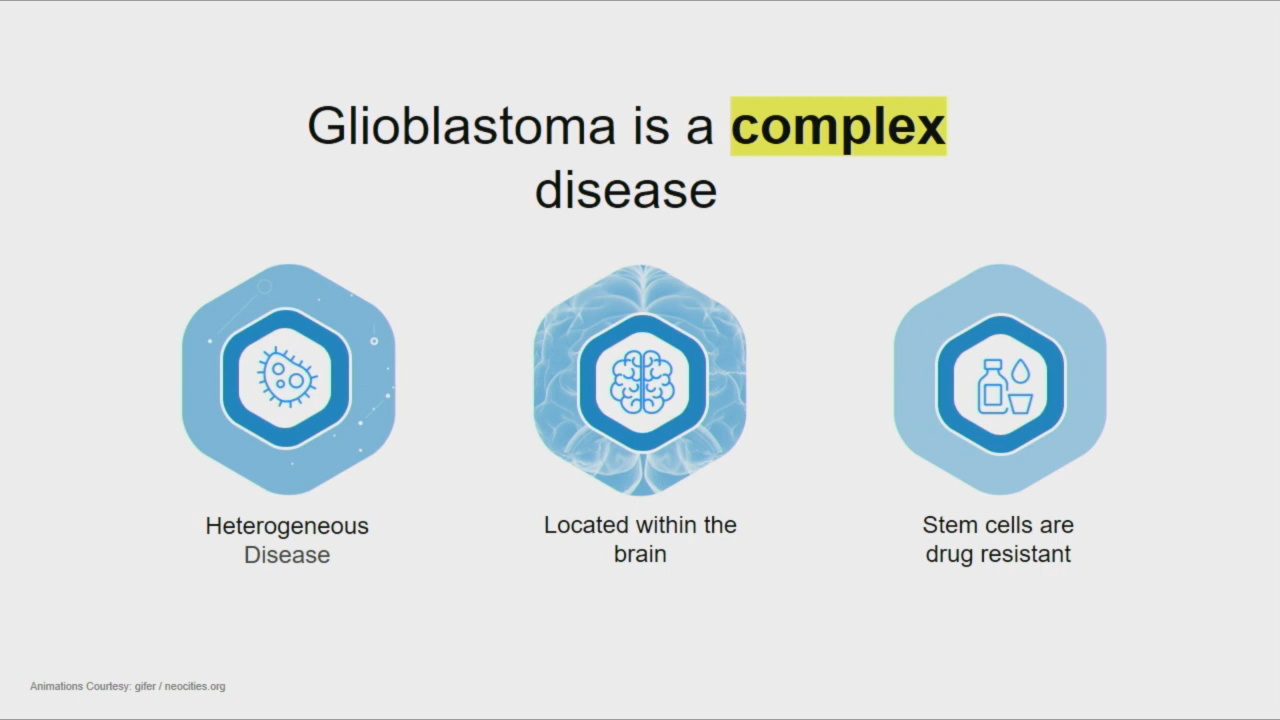 Glioblastoma is a complex
disease
Heterogeneous
Disease
Located within the
brain
Stem cells are
drug resistant
Animations Courtesy: gifer / neocities.org